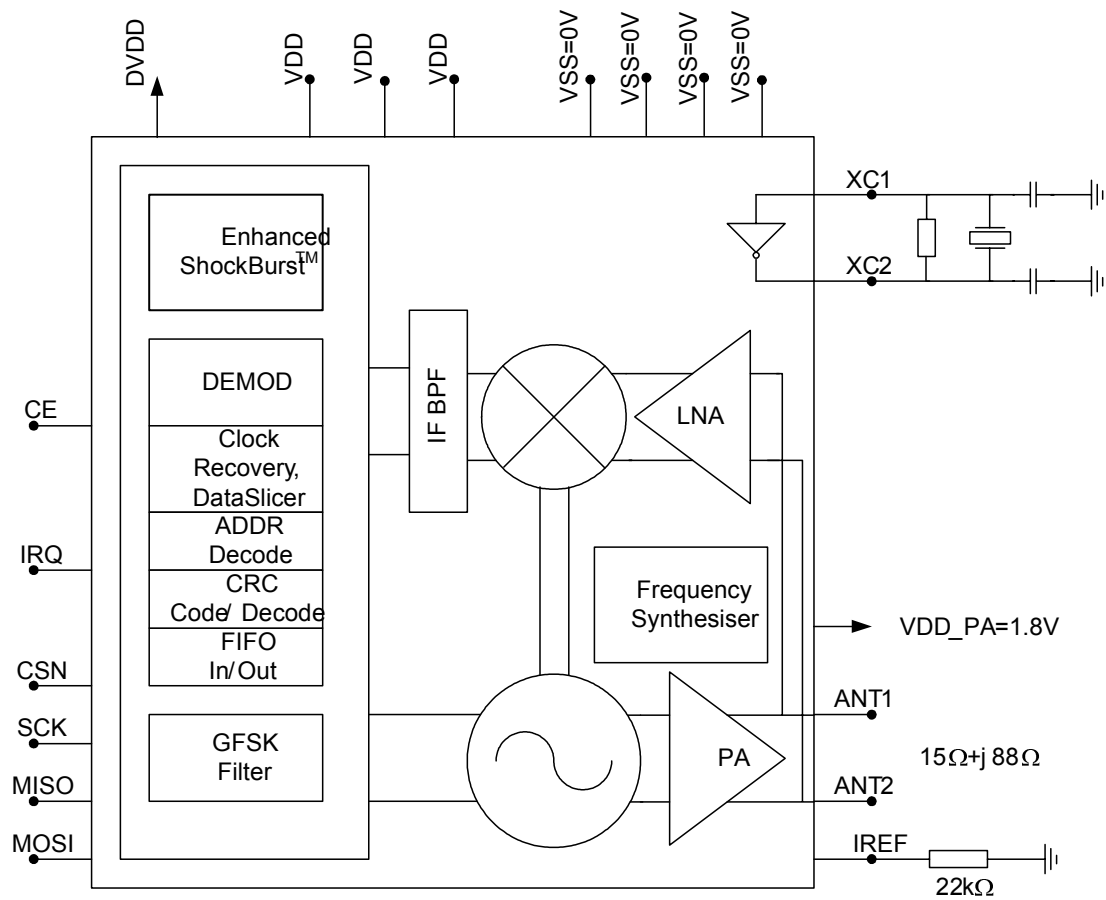 DVDD
VDD
VDD
VDD
VSS=0V
VSS=0V
VSS=0V
VSS=0V
XC1
XC2
Enhanced
ShockBurst™
DEMOD
Clock
Recovery,
DataSlicer
ADDR
Decode
CRC
Code/ Decode
FIFO
In/Out
GFSK
Filter
CE
IRQ
CSN
SCK
MISO
MOSI
IF BPF
LNA
Frequency
Synthesiser
PA
VDD_PA=1.8V
ANT1
15Ω+j 88Ω
ANT2
IREF
22kΩ